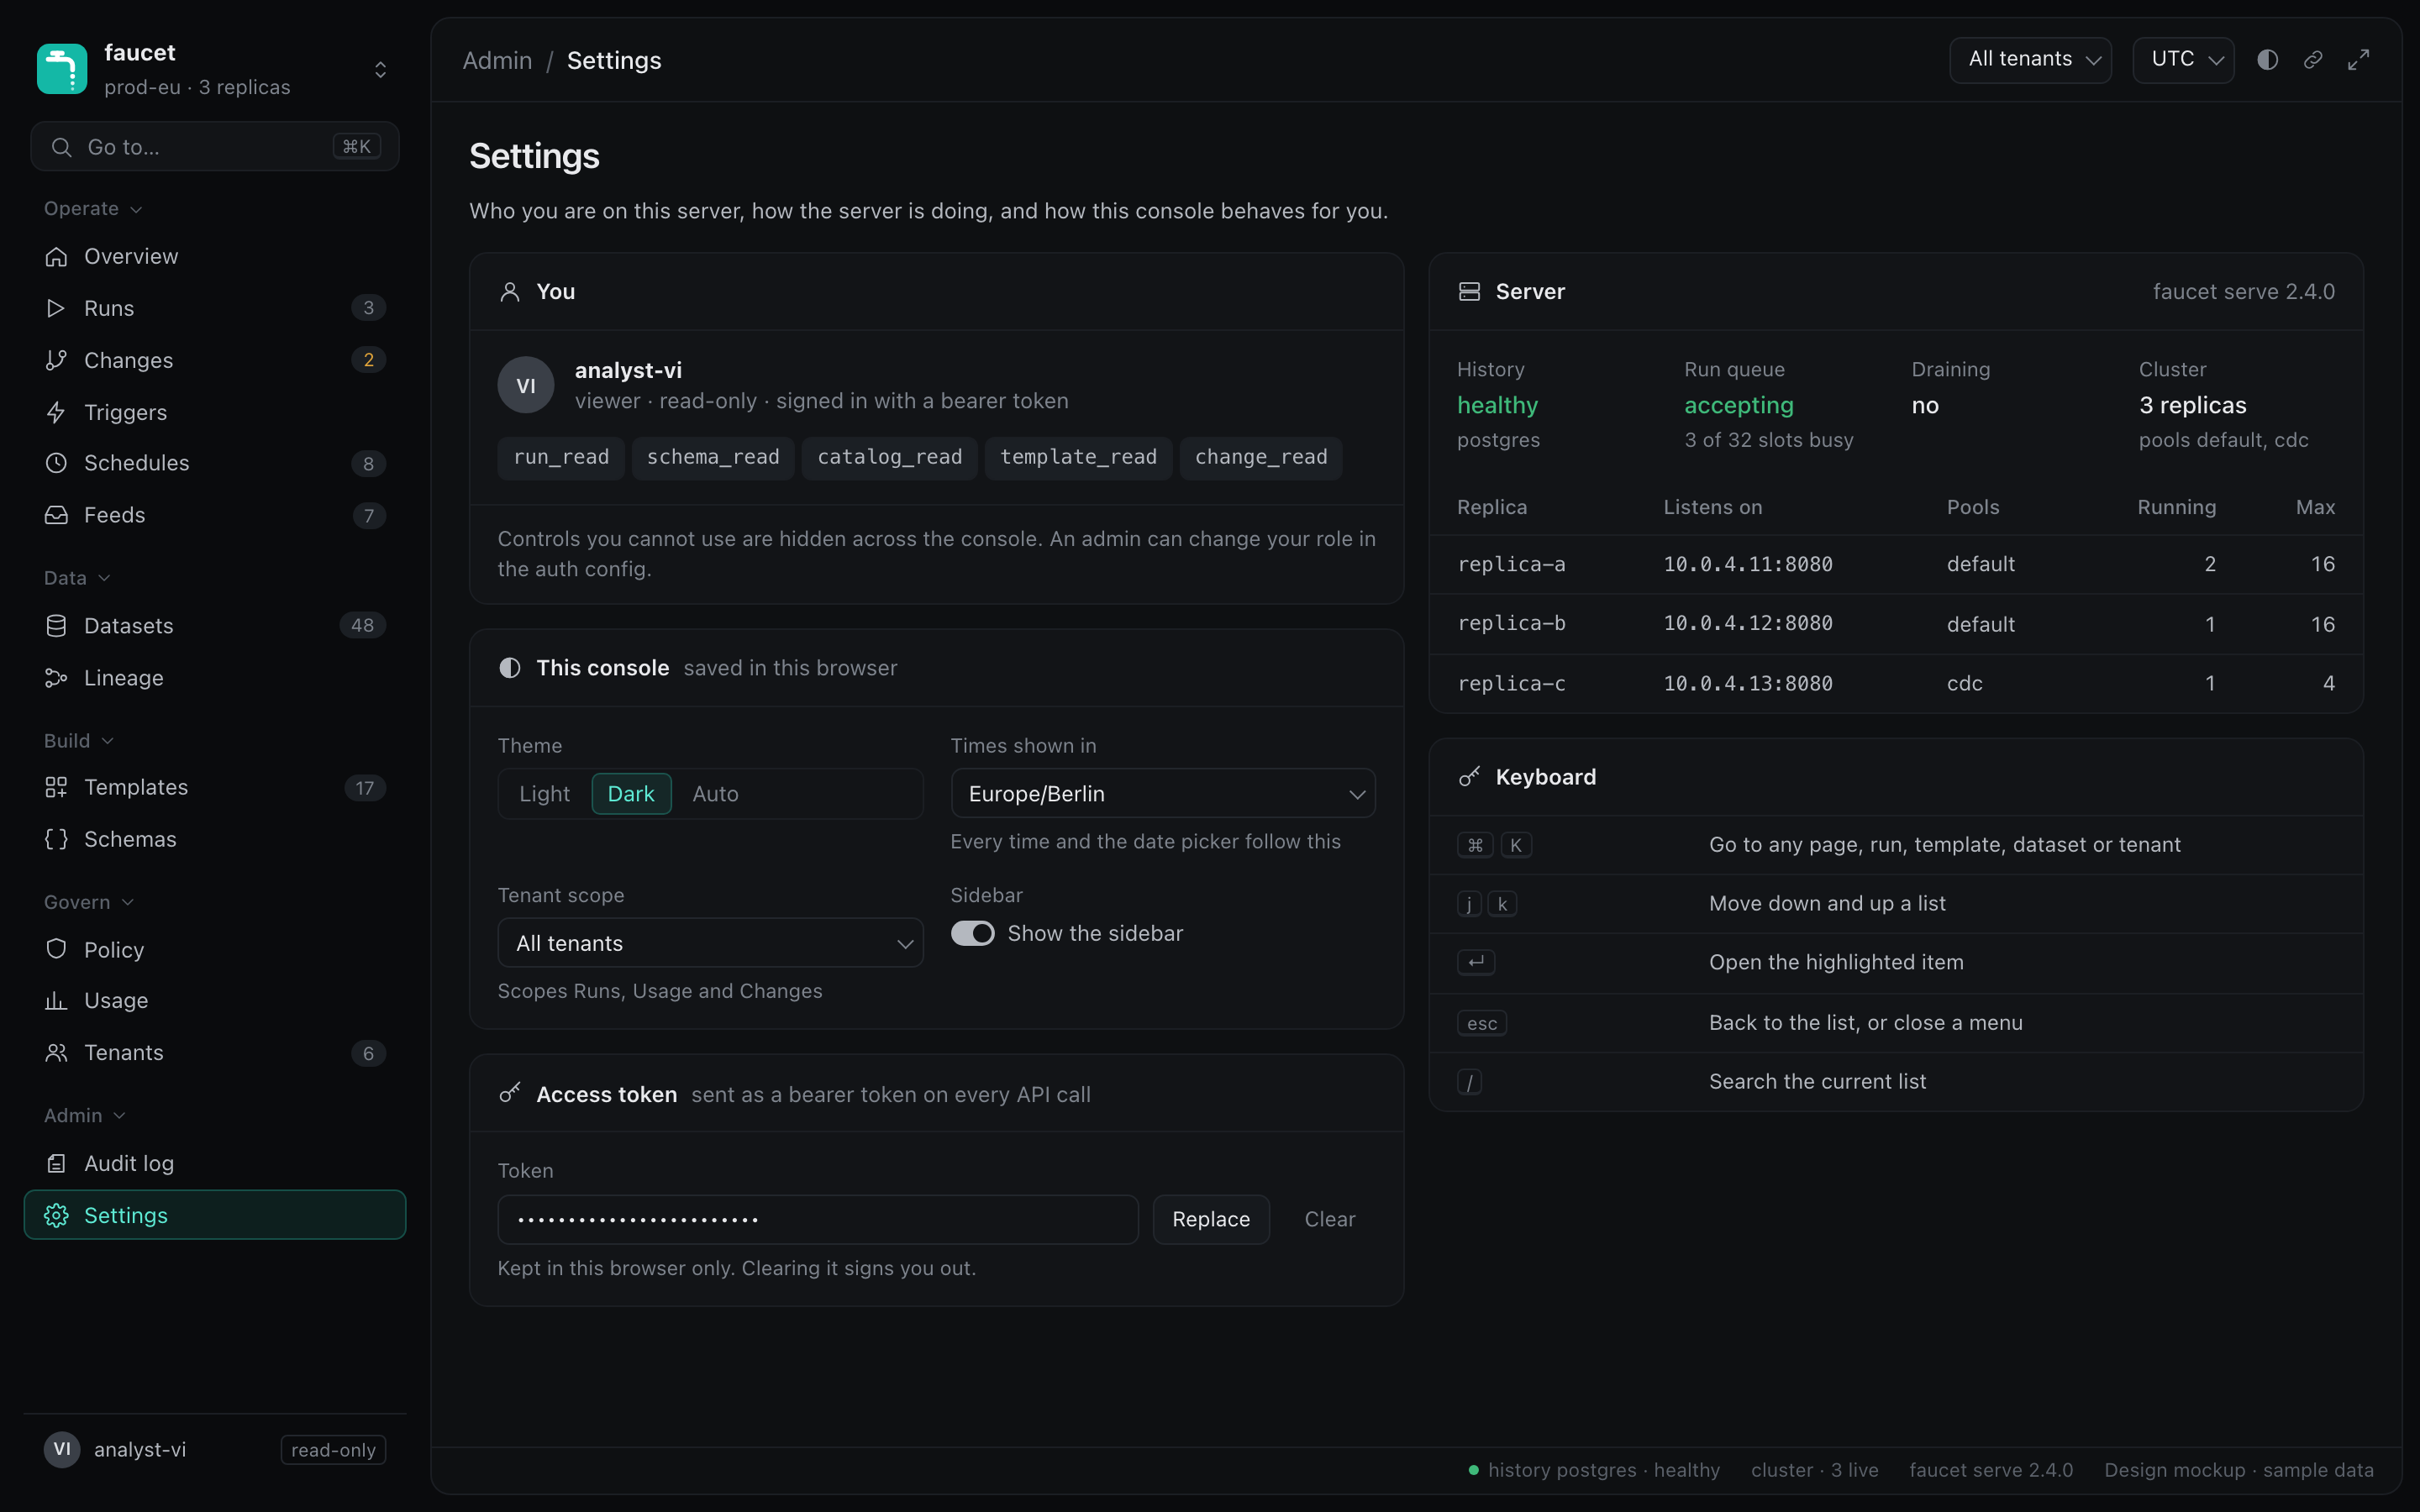 faucet
prod-eu · 3 replicas
Go to...
⌘K
Operate
Overview
Runs 3
Changes 2
Triggers
Schedules 8
Feeds 7
Data
Datasets 48
Lineage
Build
Templates 17
Schemas
Govern
Policy
Usage
Tenants 6
Admin
Audit log
Settings
VI analyst-vi read-only
Admin / Settings
All tenants UTC
Settings
Who you are on this server, how the server is doing, and how this console behaves for you.
You
VI
analyst-vi
viewer · read-only · signed in with a bearer token
run_read schema_read catalog_read template_read change_read
Controls you cannot use are hidden across the console. An admin can change your role in
the auth config.
This console saved in this browser
Theme
Light Dark Auto
Times shown in
Europe/Berlin
Every time and the date picker follow this
Tenant scope
All tenants
Scopes Runs, Usage and Changes
Sidebar
Show the sidebar
Access token sent as a bearer token on every API call
Token
Replace Clear
Kept in this browser only. Clearing it signs you out.
Server faucet serve 2.4.0
History Run queue Draining Cluster
healthy accepting no 3 replicas
postgres 3 of 32 slots busy pools default, cdc
Replica Listens on Pools Running Max
replica-a 10.0.4.11:8080 default 2 16
replica-b 10.0.4.12:8080 default 1 16
replica-c 10.0.4.13:8080 cdc 1 4
Keyboard
⌘ K Go to any page, run, template, dataset or tenant
j k Move down and up a list
↵ Open the highlighted item
esc Back to the list, or close a menu
/ Search the current list
history postgres · healthy cluster · 3 live faucet serve 2.4.0 Design mockup · sample data